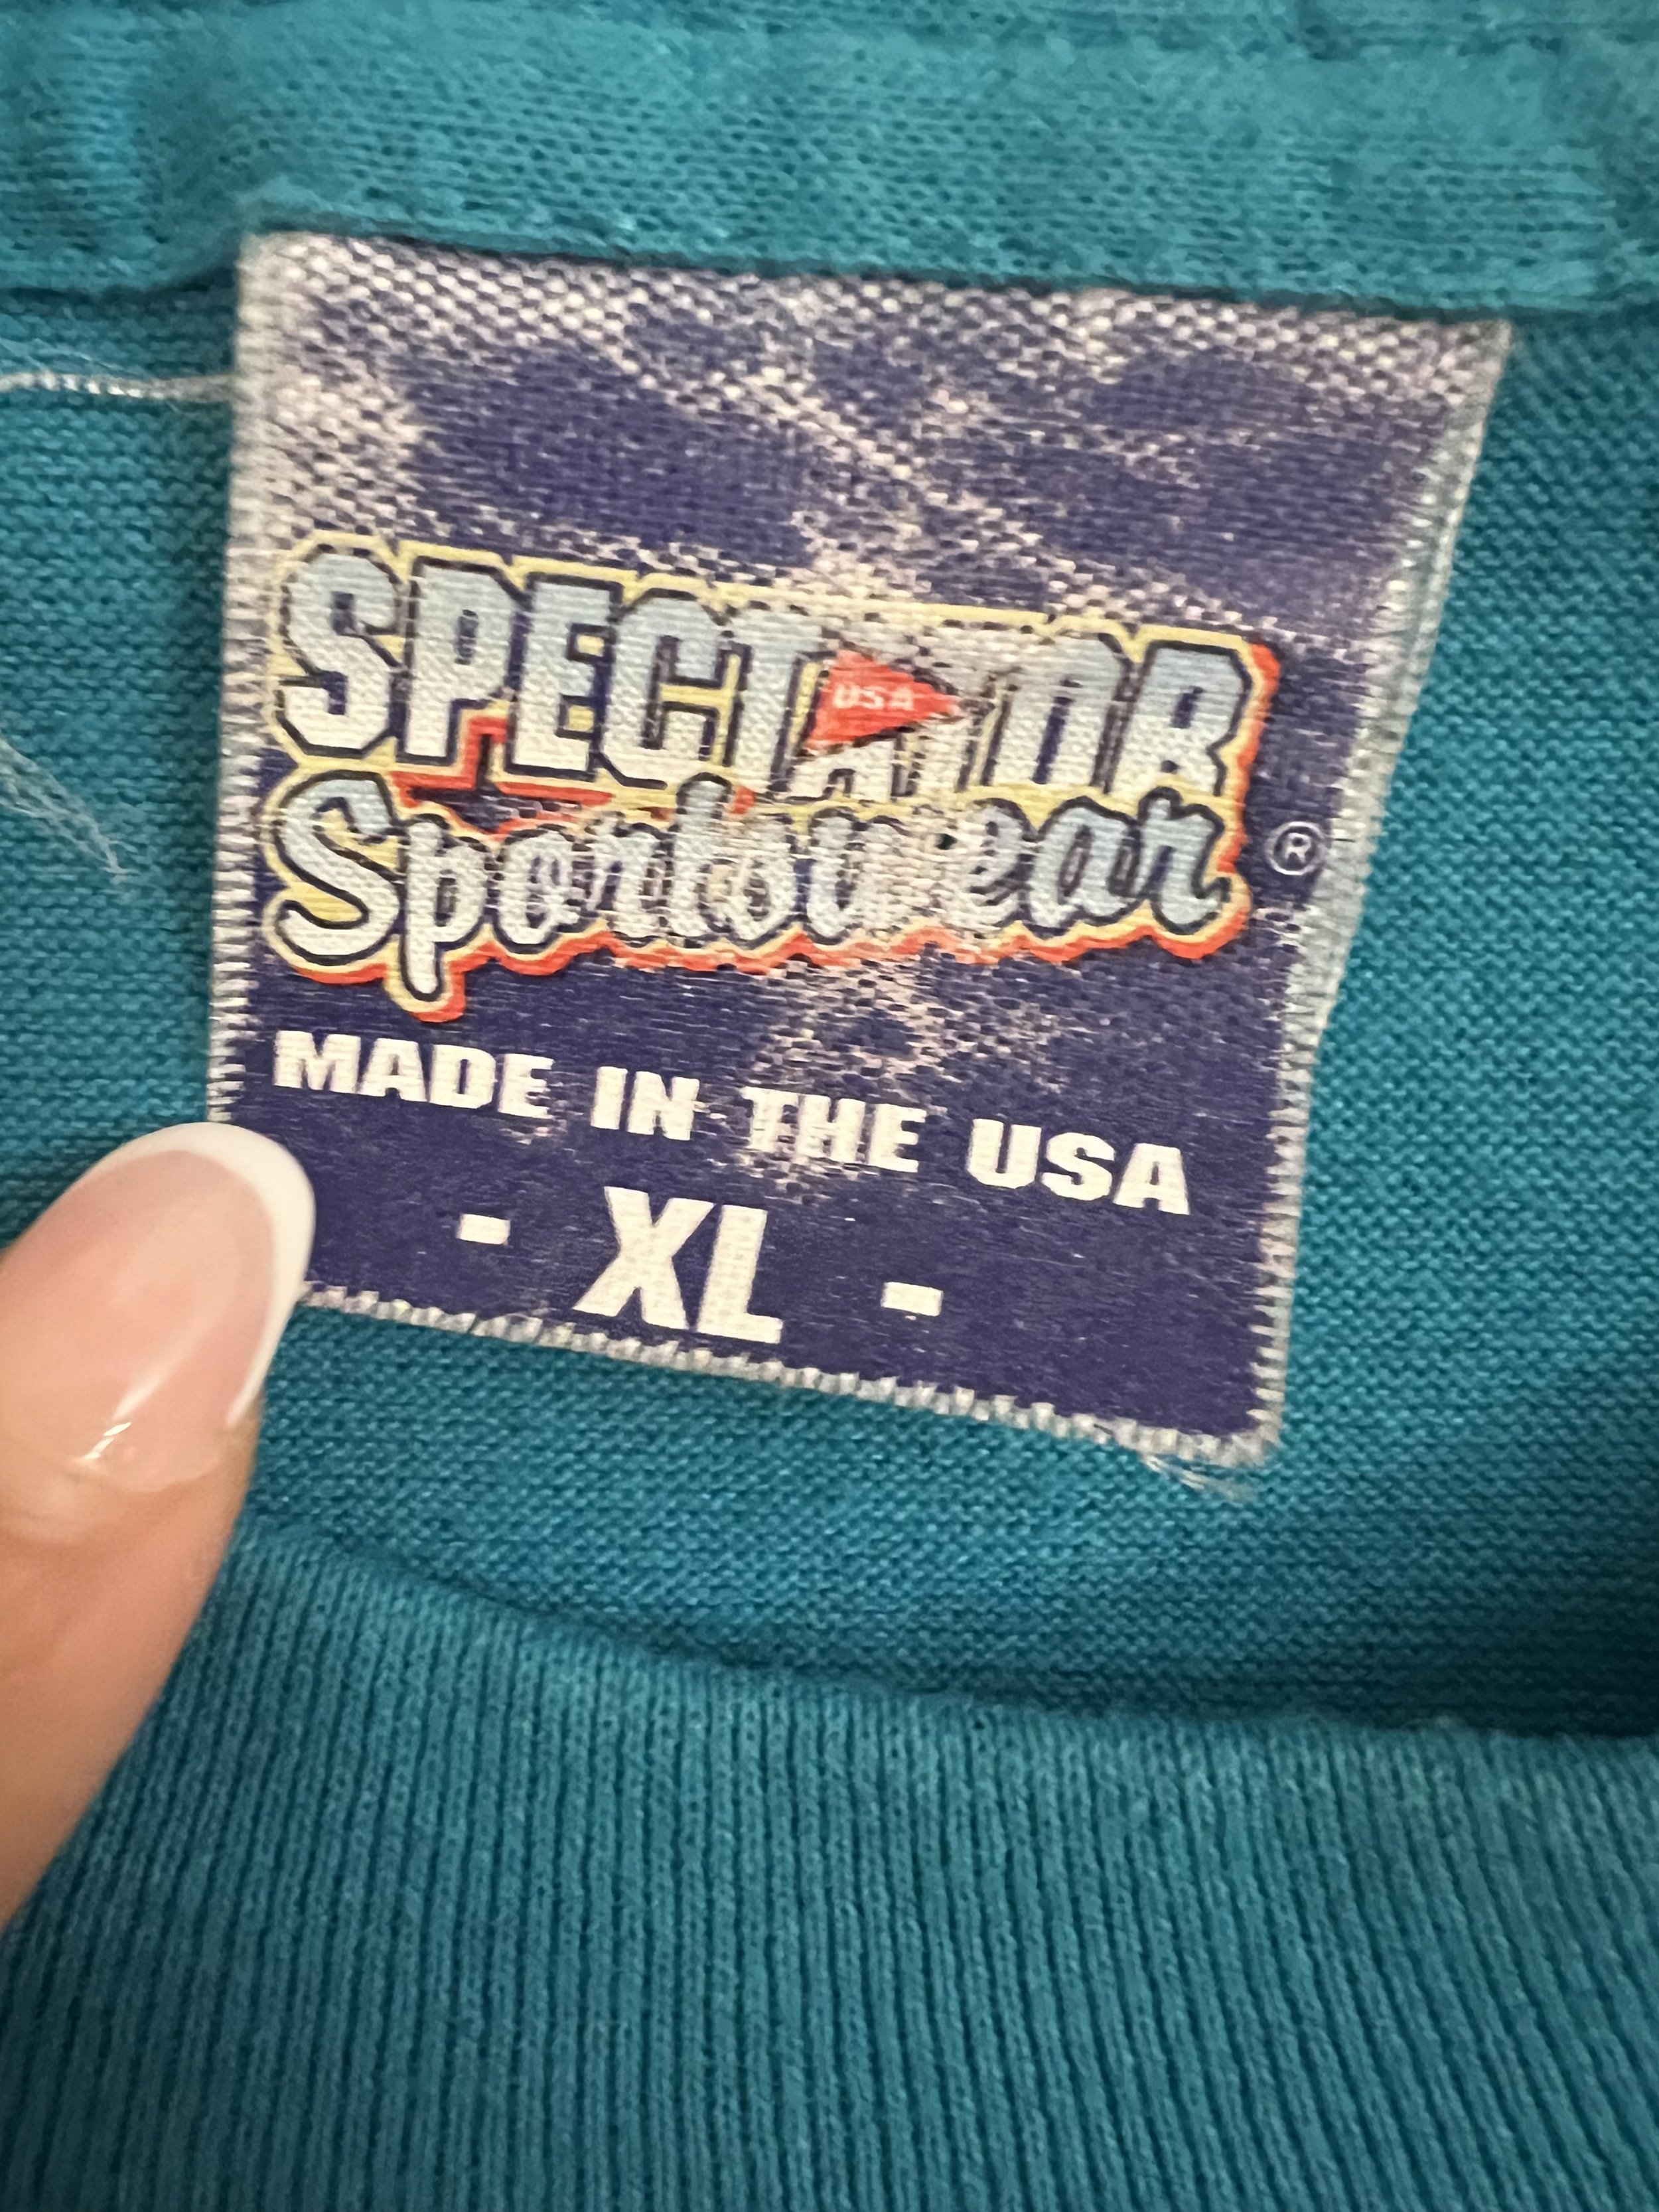 SPECTATOR
USA
Sportswear
®
MADE IN THE USA
- XL -